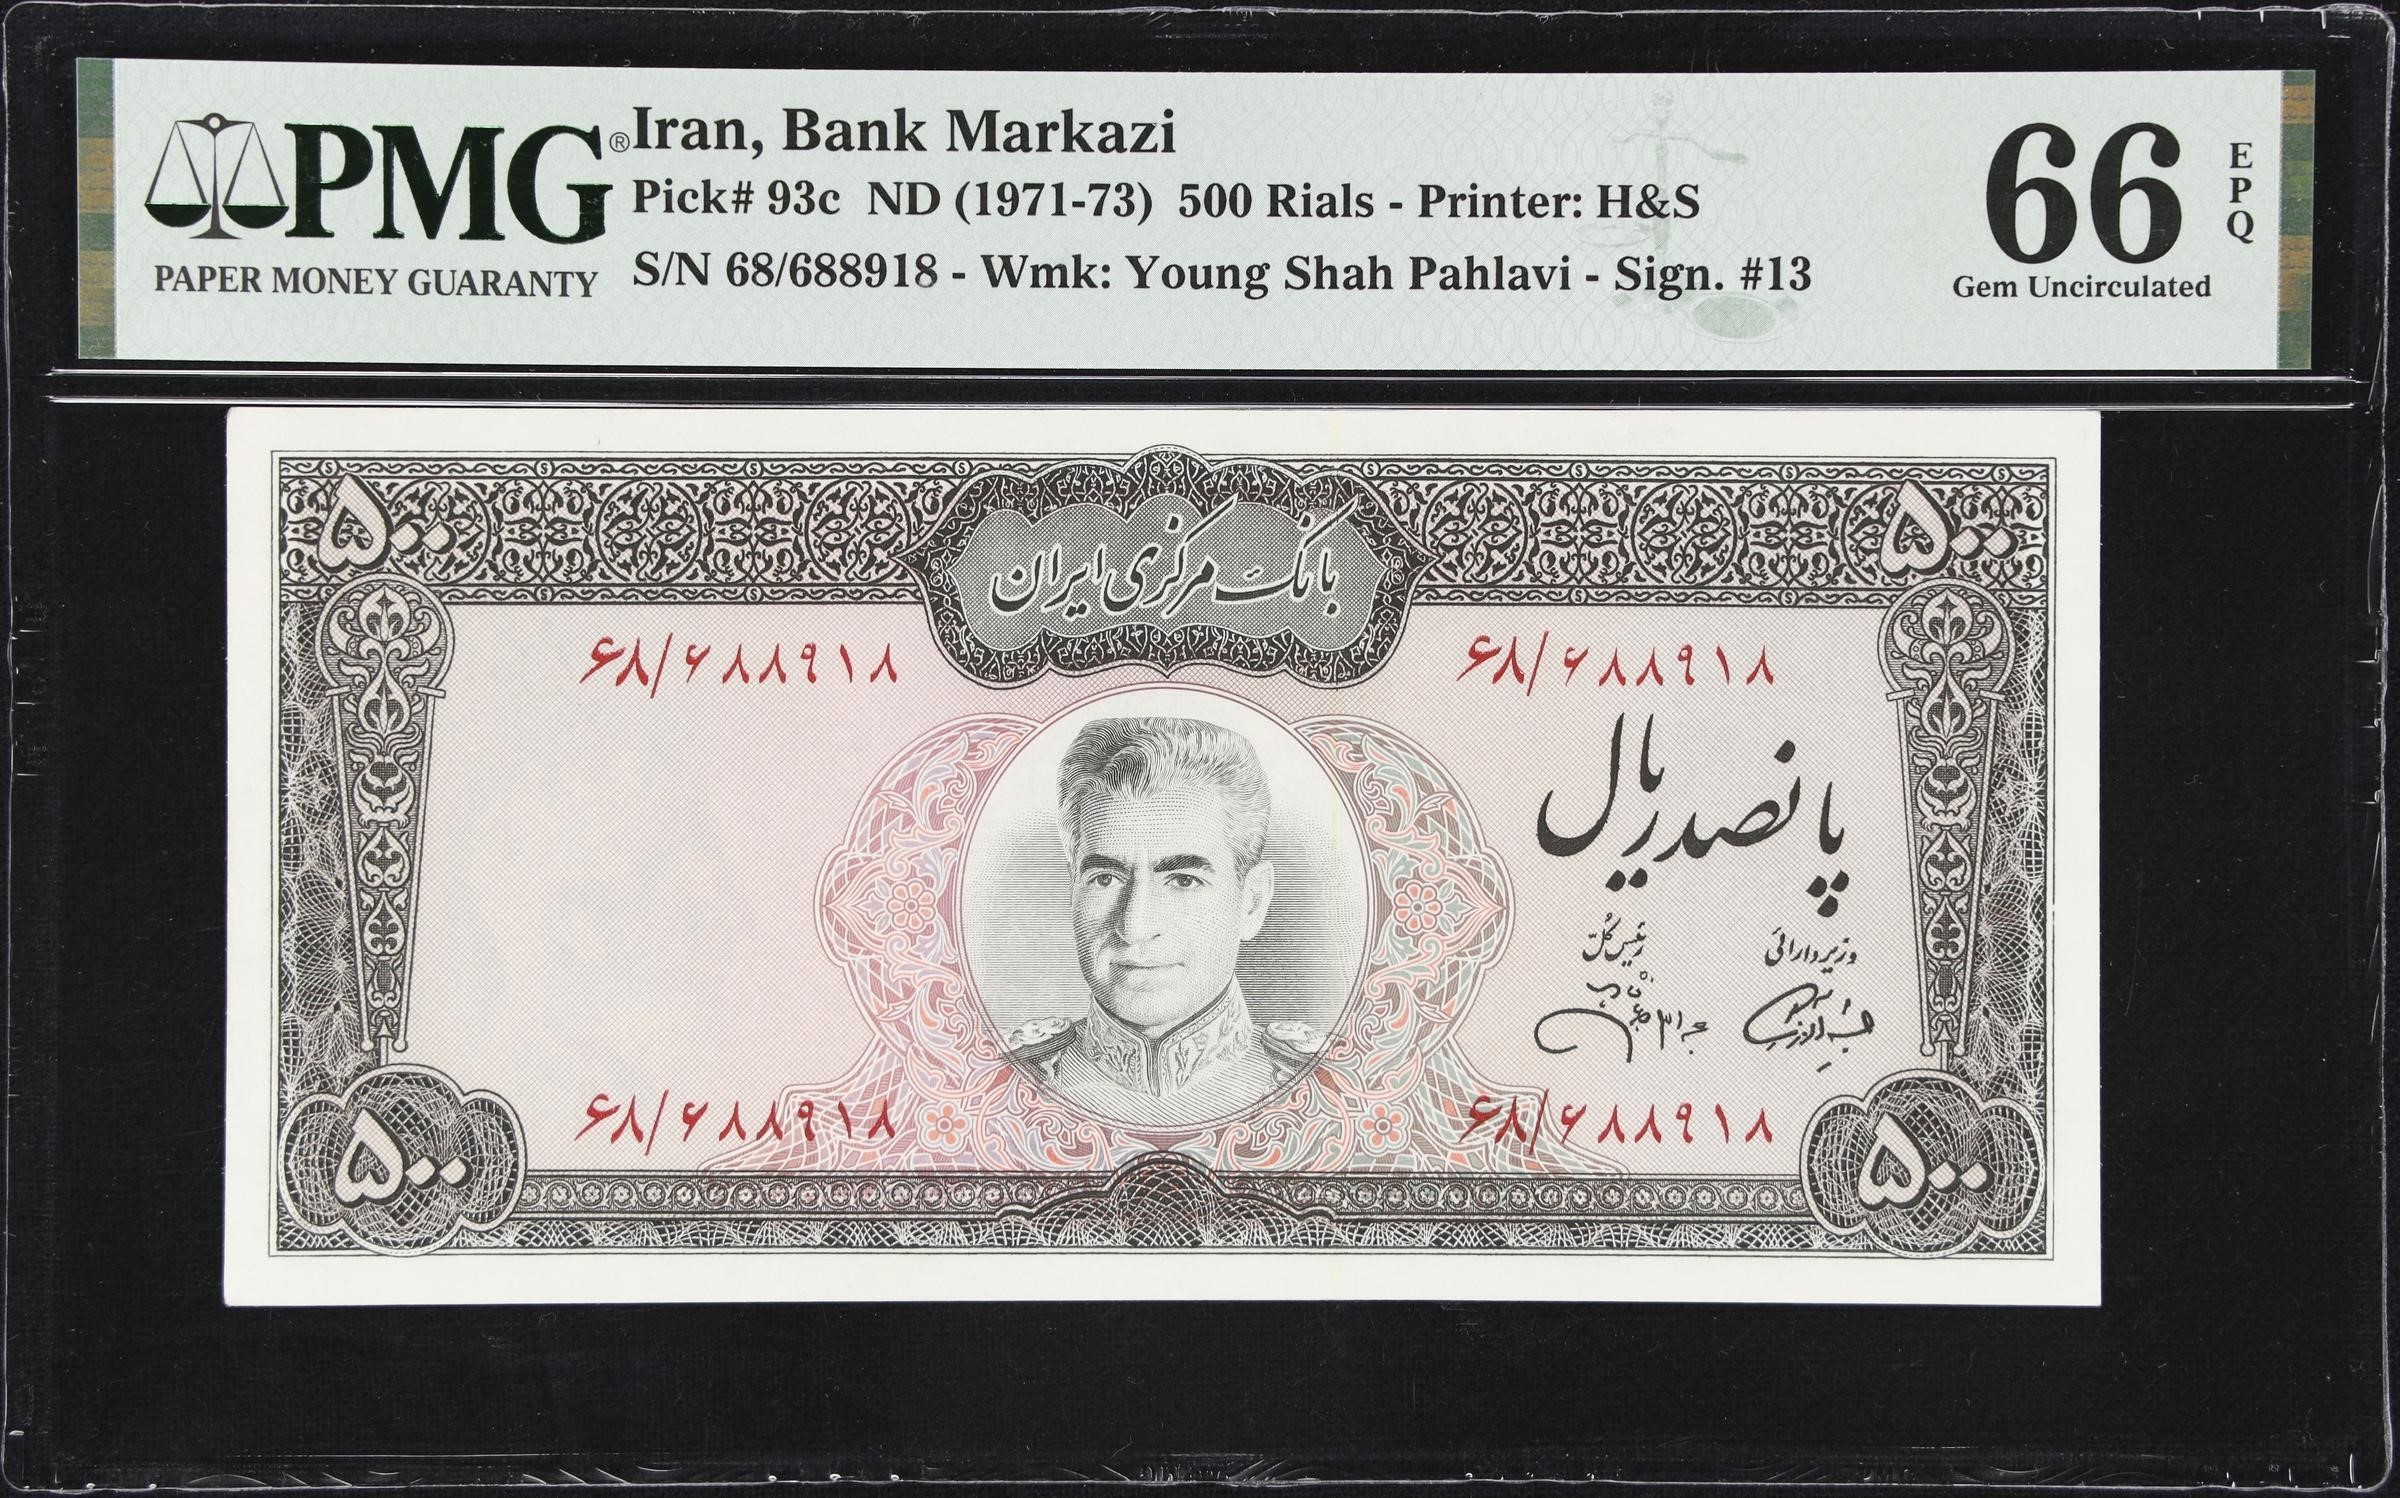 PMG®
PAPER MONEY GUARANTY
Iran, Bank Markazi
Pick# 93c ND (1971-73) 500 Rials - Printer: H&S
S/N 68/688918 - Wmk: Young Shah Pahlavi - Sign. #13
66
EPQ
Gem Uncirculated
۵۰۰
بانک مرکزی ایران
۵۰۰
۶۸/۶۸۸۹۱۸
۶۸/۶۸۸۹۱۸
پانصد ریال
وزیر دارائی
رئیس کلّ
۶۸/۶۸۸۹۱۸
۶۸/۶۸۸۹۱۸
۵۰۰
۵۰۰